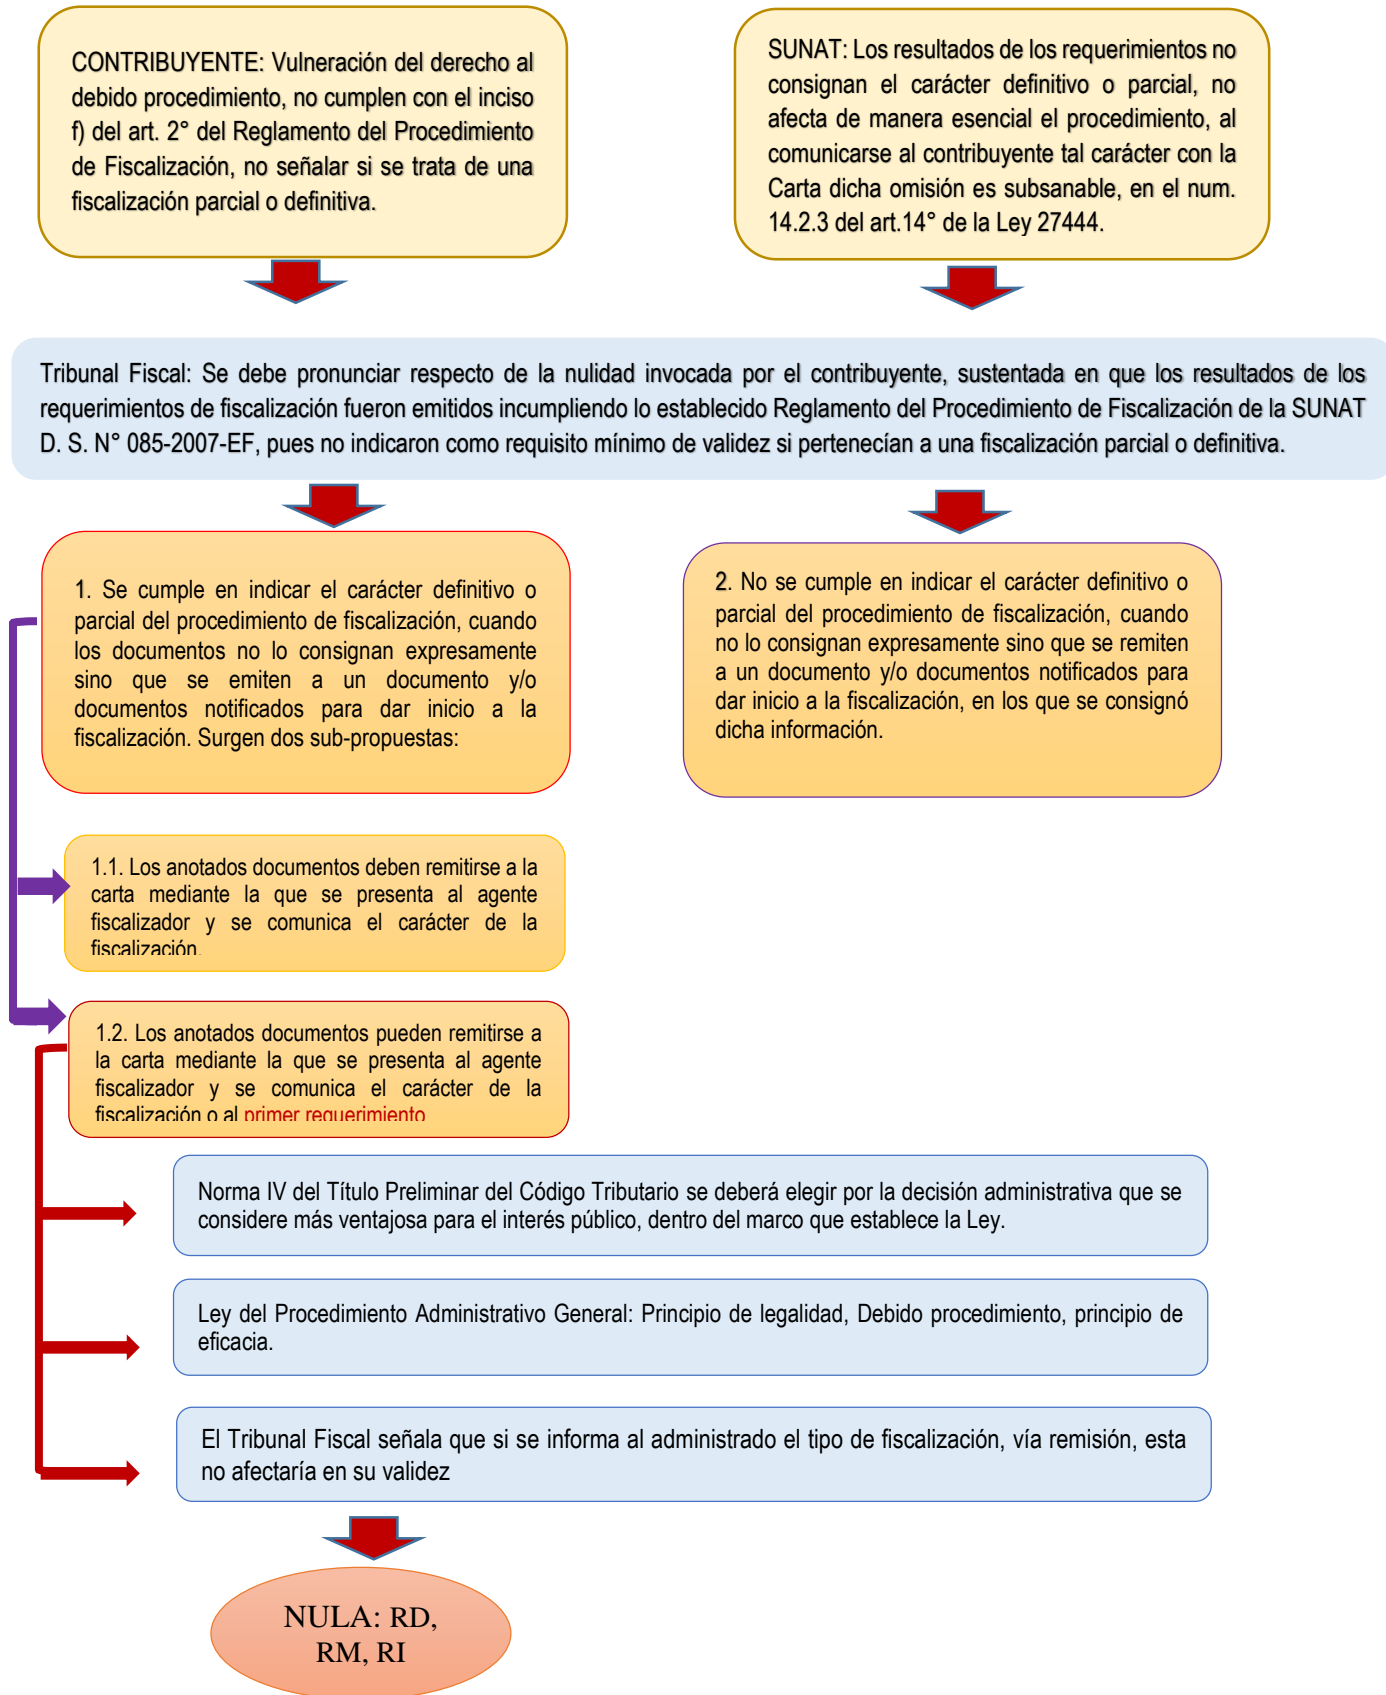 CONTRIBUYENTE: Vulneración del derecho al
debido procedimiento, no cumplen con el inciso
f) del art. 2° del Reglamento del Procedimiento
de Fiscalización, no señalar si se trata de una
fiscalización parcial o definitiva.
SUNAT: Los resultados de los requerimientos no
consignan el carácter definitivo o parcial, no
afecta de manera esencial el procedimiento, al
comunicarse al contribuyente tal carácter con la
Carta dicha omisión es subsanable, en el num.
14.2.3 del art.14° de la Ley 27444.
Tribunal Fiscal: Se debe pronunciar respecto de la nulidad invocada por el contribuyente, sustentada en que los resultados de los
requerimientos de fiscalización fueron emitidos incumpliendo lo establecido Reglamento del Procedimiento de Fiscalización de la SUNAT
D. S. N° 085-2007-EF, pues no indicaron como requisito mínimo de validez si pertenecían a una fiscalización parcial o definitiva.
1. Se cumple en indicar el carácter definitivo o
parcial del procedimiento de fiscalización, cuando
los documentos no lo consignan expresamente
sino que se emiten a un documento y/o
documentos notificados para dar inicio a la
fiscalización. Surgen dos sub-propuestas:
2. No se cumple en indicar el carácter definitivo o
parcial del procedimiento de fiscalización, cuando
no lo consignan expresamente sino que se remiten
a un documento y/o documentos notificados para
dar inicio a la fiscalización, en los que se consignó
dicha información.
1.1. Los anotados documentos deben remitirse a la
carta mediante la que se presenta al agente
fiscalizador y se comunica el carácter de la
fiscalización.
1.2. Los anotados documentos pueden remitirse a
la carta mediante la que se presenta al agente
fiscalizador y se comunica el carácter de la
fiscalización o al primer requerimiento
Norma IV del Título Preliminar del Código Tributario se deberá elegir por la decisión administrativa que se
considere más ventajosa para el interés público, dentro del marco que establece la Ley.
Ley del Procedimiento Administrativo General: Principio de legalidad, Debido procedimiento, principio de
eficacia.
El Tribunal Fiscal señala que si se informa al administrado el tipo de fiscalización, vía remisión, esta
no afectaría en su validez
NULA: RD,
RM, RI